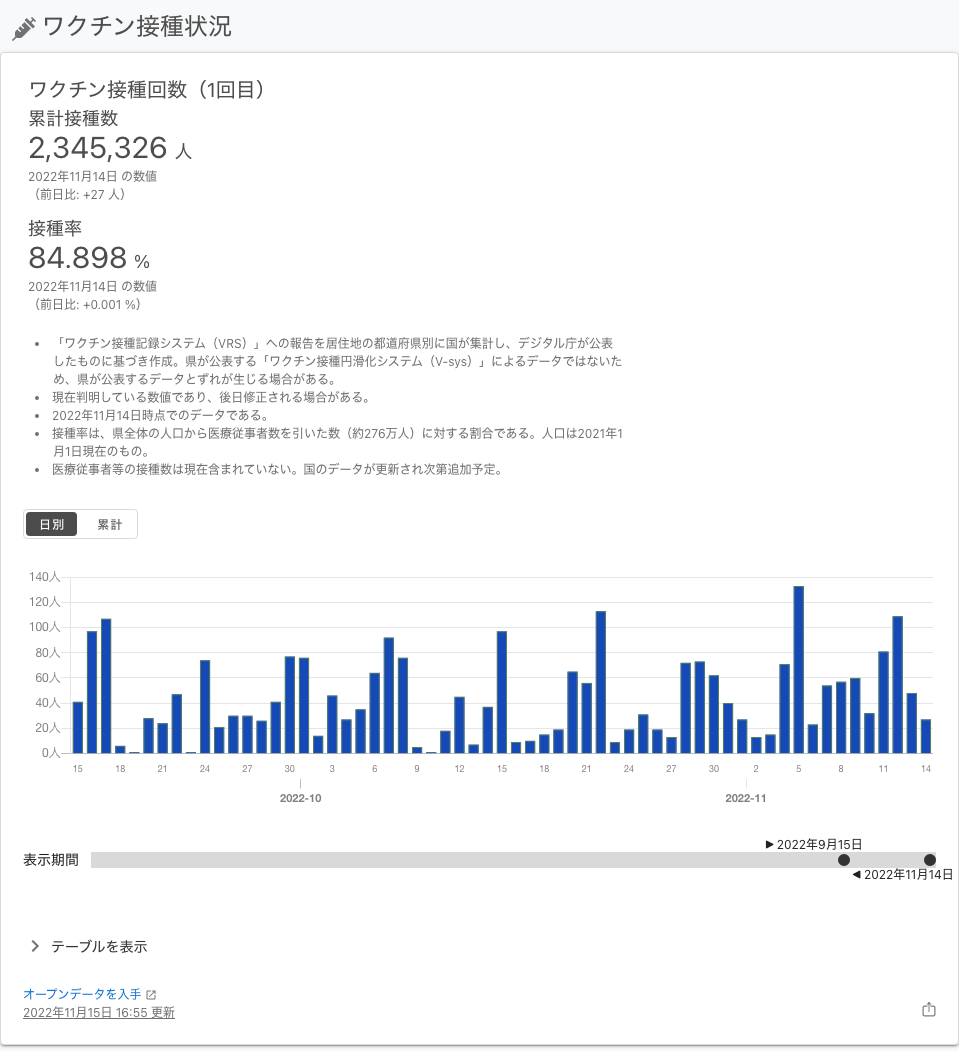 ワクチン接種状況
ワクチン接種回数（1回目）
累計接種数
2,345,326 人
2022年11月14日 の数値
（前日比: +27 人）
接種率
84.898 %
2022年11月14日 の数値
（前日比: +0.001 %）
• 「ワクチン接種記録システム（VRS）」への報告を居住地の都道府県別に国が集計し、デジタル庁が公表
したものに基づき作成。県が公表する「ワクチン接種円滑化システム（V-sys）」によるデータではないた
め、県が公表するデータとずれが生じる場合がある。
• 現在判明している数値であり、後日修正される場合がある。
• 2022年11月14日時点でのデータである。
• 接種率は、県全体の人口から医療従事者数を引いた数（約276万人）に対する割合である。人口は2021年1
月1日現在のもの。
• 医療従事者等の接種数は現在含まれていない。国のデータが更新され次第追加予定。
日別 累計
140人
120人
100人
80人
60人
40人
20人
0人
15 18 21 24 27 30 3 6 9 12 15 18 21 24 27 30 2 5 8 11 14
2022-10 2022-11
▶ 2022年9月15日
表示期間
◀ 2022年11月14日
テーブルを表示
オープンデータを入手
2022年11月15日 16:55 更新